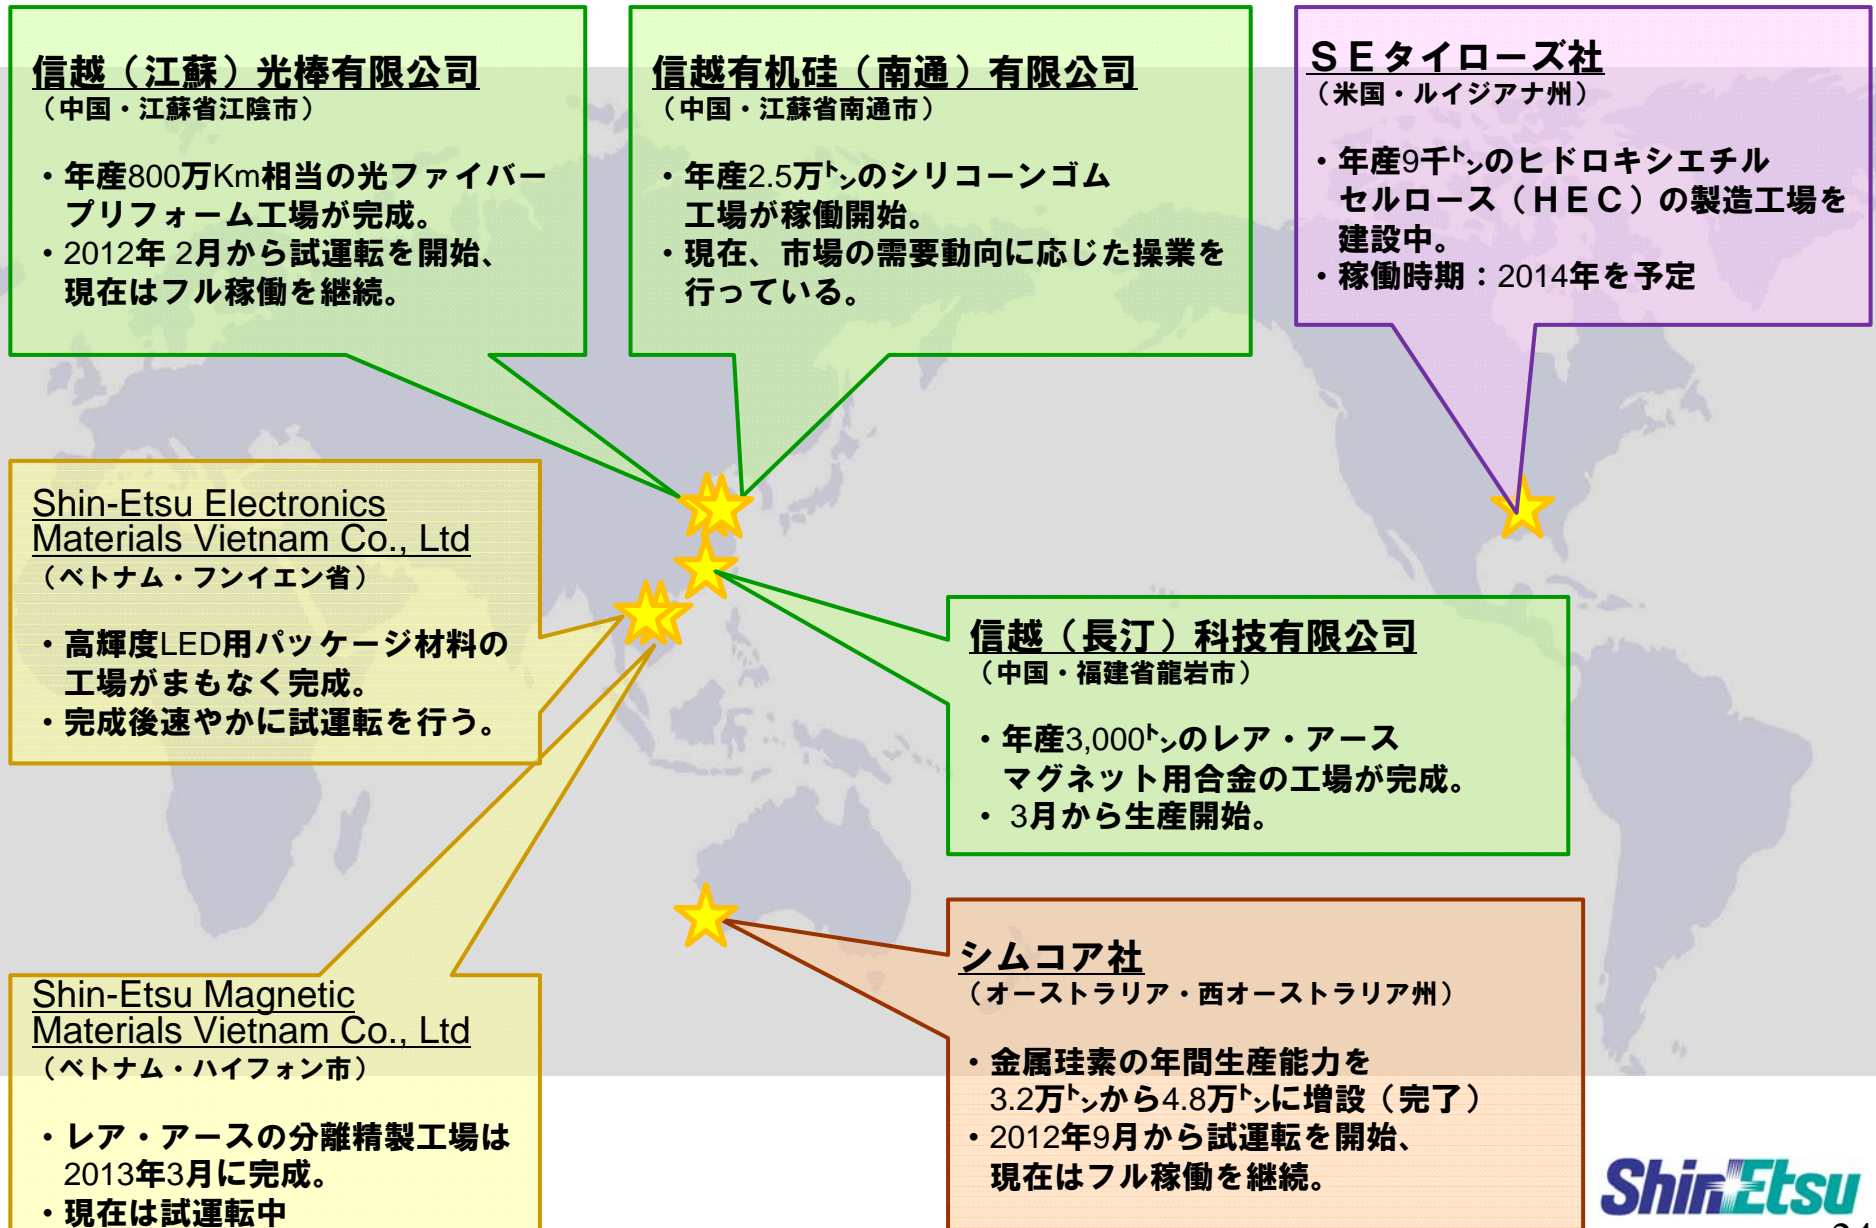 信越（江蘇）光棒有限公司
（中国・江蘇省江陰市）
・年産800万Km相当の光ファイバー
プリフォーム工場が完成。
・2012年 2月から試運転を開始、
現在はフル稼働を継続。
信越有机硅（南通）有限公司
（中国・江蘇省南通市）
・年産2.5万㌧のシリコーンゴム
工場が稼働開始。
・現在、市場の需要動向に応じた操業を
行っている。
ＳＥタイローズ社
（米国・ルイジアナ州）
・年産9千㌧のヒドロキシエチル
セルロース（ＨＥＣ）の製造工場を
建設中。
・稼働時期：2014年を予定
Shin-Etsu Electronics
Materials Vietnam Co., Ltd
（ベトナム・フンイエン省）
・高輝度LED用パッケージ材料の
工場がまもなく完成。
・完成後速やかに試運転を行う。
信越（長汀）科技有限公司
（中国・福建省龍岩市）
・年産3,000㌧のレア・アース
マグネット用合金の工場が完成。
・ 3月から生産開始。
Shin-Etsu Magnetic
Materials Vietnam Co., Ltd
（ベトナム・ハイフォン市）
・レア・アースの分離精製工場は
2013年3月に完成。
・現在は試運転中
シムコア社
（オーストラリア・西オーストラリア州）
・金属珪素の年間生産能力を
3.2万㌧から4.8万㌧に増設（完了）
・2012年9月から試運転を開始、
現在はフル稼働を継続。
ShinEtsu